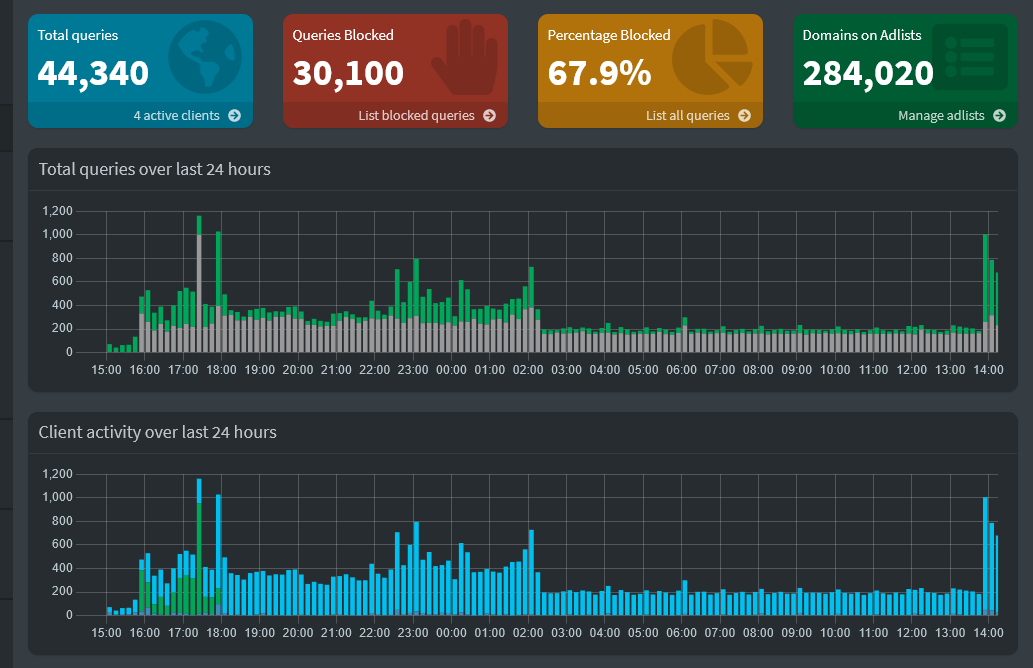 Total queries
44,340
4 active clients
Queries Blocked
30,100
List blocked queries
Percentage Blocked
67.9%
List all queries
Domains on Adlists
284,020
Manage adlists
Total queries over last 24 hours
1,200
1,000
800
600
400
200
0
15:00 16:00 17:00 18:00 19:00 20:00 21:00 22:00 23:00 00:00 01:00 02:00 03:00 04:00 05:00 06:00 07:00 08:00 09:00 10:00 11:00 12:00 13:00 14:00
Client activity over last 24 hours
1,200
1,000
800
600
400
200
0
15:00 16:00 17:00 18:00 19:00 20:00 21:00 22:00 23:00 00:00 01:00 02:00 03:00 04:00 05:00 06:00 07:00 08:00 09:00 10:00 11:00 12:00 13:00 14:00